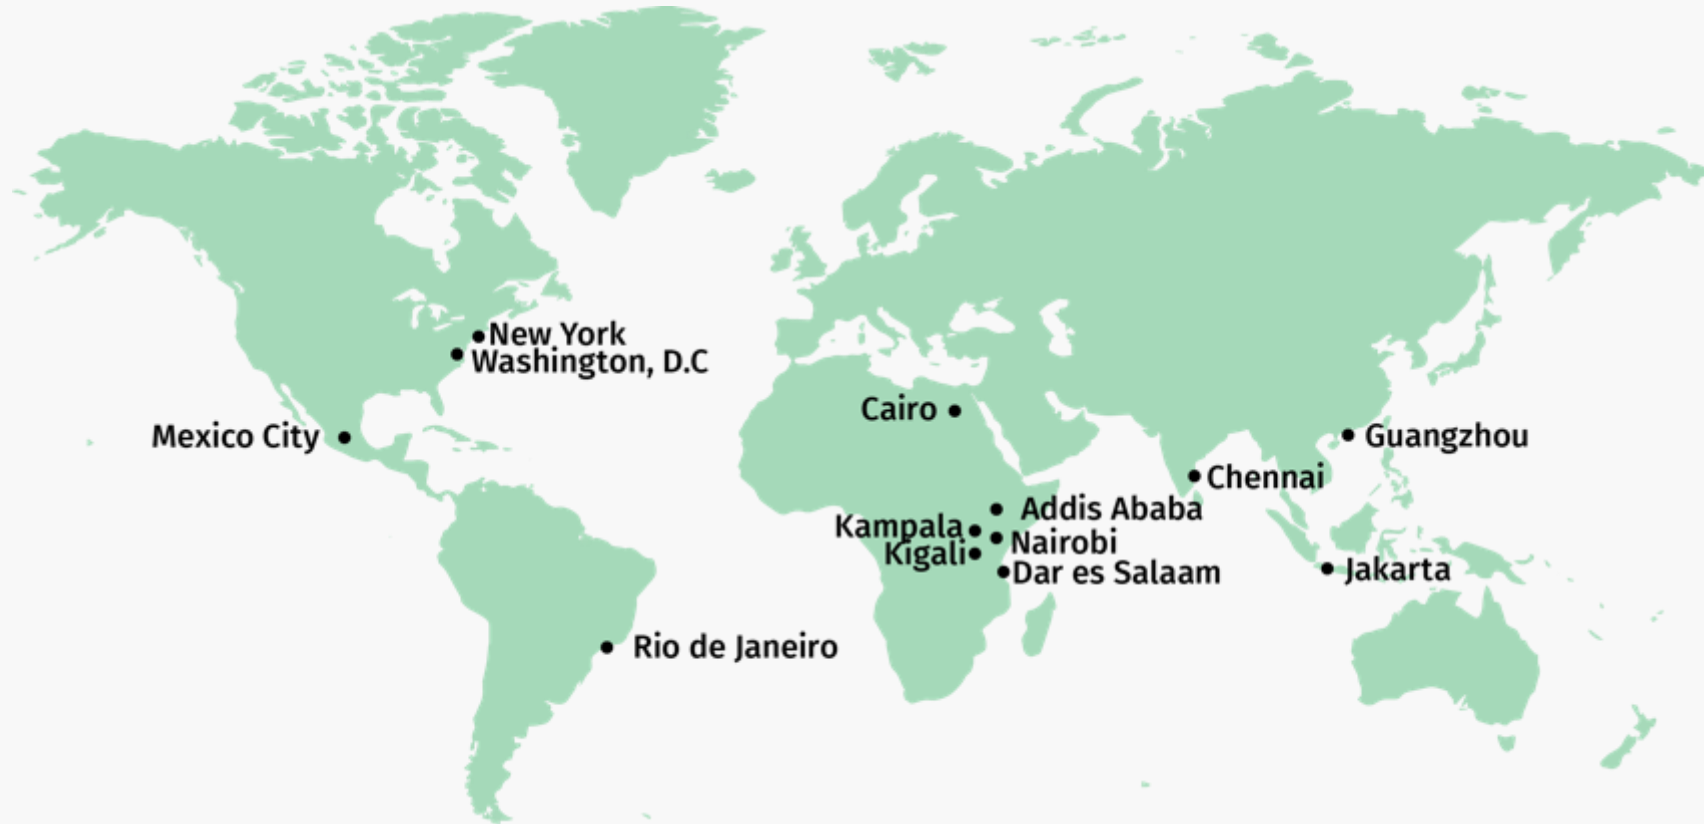 New York
Washington, D.C
Cairo
Mexico City
Guangzhou
Chennai
Addis Ababa
Kampala
Nairobi
Kigali
Dar es Salaam
Jakarta
Rio de Janeiro